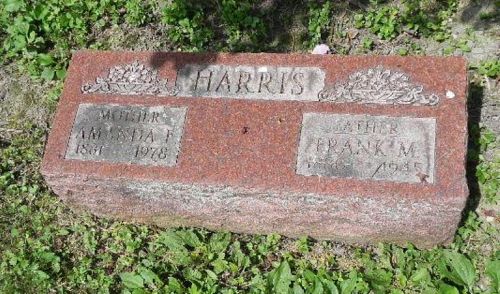 HARRIS
MOTHER
AMANDA F.
1978
FATHER
FRANK M.
1945